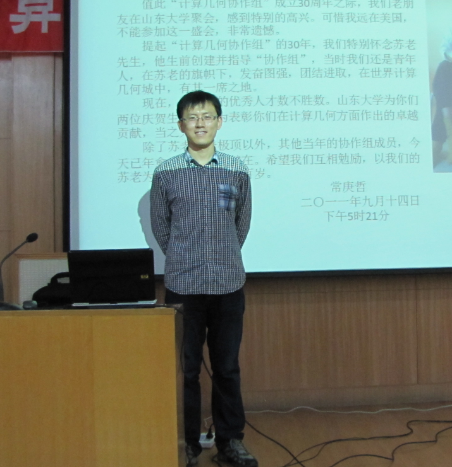 算
值此“计算几何协作组”成立30周年之际，我们老朋
友在山东大学聚会，感到特别的高兴。可惜我远在美国，
不能参加这一盛会，非常遗憾。
提起“计算几何协作组”的30年，我们特别怀念苏老
先生，他生前创建并指导“协作组”，当时我们还是青年
人，在苏老的旗帜下，发奋图强，团结进取，在世界计算
几何城中，有其一席之地。
现在，的优秀人才数不胜数。山东大学为你们
两位庆贺生与表彰你们在计算几何方面作出的卓越
贡献，当之
除了苏极顶以外，其他当年的协作组成员，今
天已年在。希望我们互相勉励，以我们的
苏老为岁。
常庚哲
二〇一一年九月十四日
下午5时21分